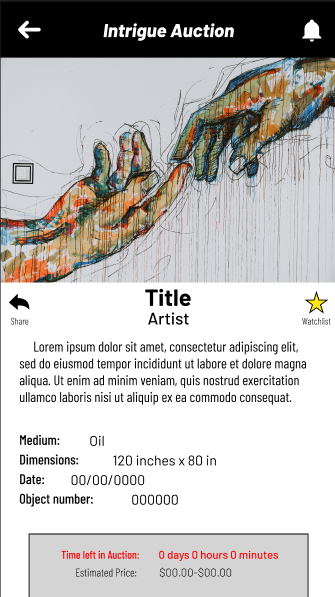 Intrigue Auction
Title
Artist
Share
Watchlist
Lorem ipsum dolor sit amet, consectetur adipiscing elit,
sed do eiusmod tempor incididunt ut labore et dolore magna
aliqua. Ut enim ad minim veniam, quis nostrud exercitation
ullamco laboris nisi ut aliquip ex ea commodo consequat.
Medium: Oil
Dimensions: 120 inches x 80 in
Date: 00/00/0000
Object number: 000000
Time left in Auction: 0 days 0 hours 0 minutes
Estimated Price: $00.00-$00.00